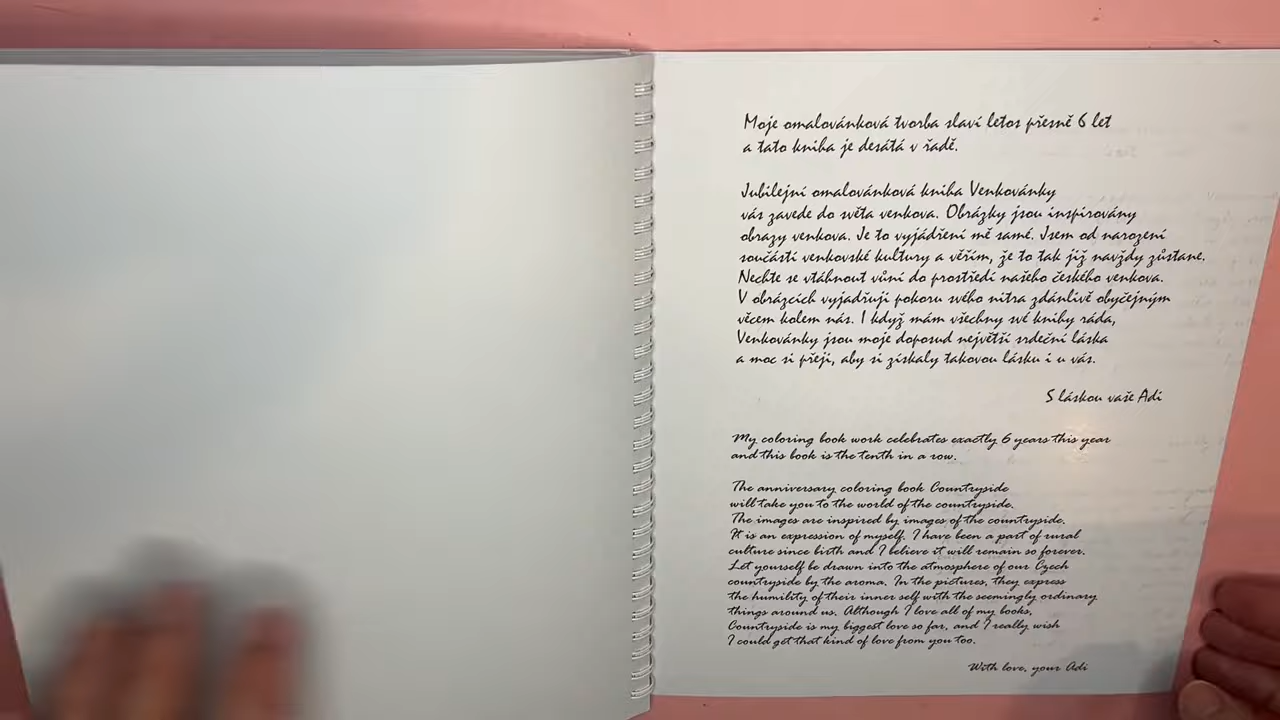 Moje omalovánková tvorba slaví letos přesně 6 let
a tato kniha je desátá v řadě.
Jubilejní omalovánková kniha Venkovánky
vás zavede do světa venkova. Obrázky jsou inspirovány
obrazy venkova. Je to vyjádření mě samé. Jsem od narození
součástí venkovské kultury a věřím, že to tak již navždy zůstane.
Nechte se vtáhnout vůní do prostředí našeho českého venkova.
V obrázcích vyjadřuji pokoru svého nitra zdánlivě obyčejným
věcem kolem nás. I když mám všechny své knihy ráda,
Venkovánky jsou moje doposud největší srdeční láska
a moc si přeji, aby si získaly takovou lásku i u vás.
S láskou vaše Adi
My coloring book work celebrates exactly 6 years this year
and this book is the tenth in a row.
The anniversary coloring book Countryside
will take you to the world of the countryside.
The images are inspired by images of the countryside.
It is an expression of myself. I have been a part of rural
culture since birth and I believe it will remain so forever.
Let yourself be drawn into the atmosphere of our Czech
countryside by the aroma. In the pictures, they express
the humility of their inner self with the seemingly ordinary
things around us. Although I love all of my books,
Countryside is my biggest love so far, and I really wish
I could get that kind of love from you too.
With love, your Adi